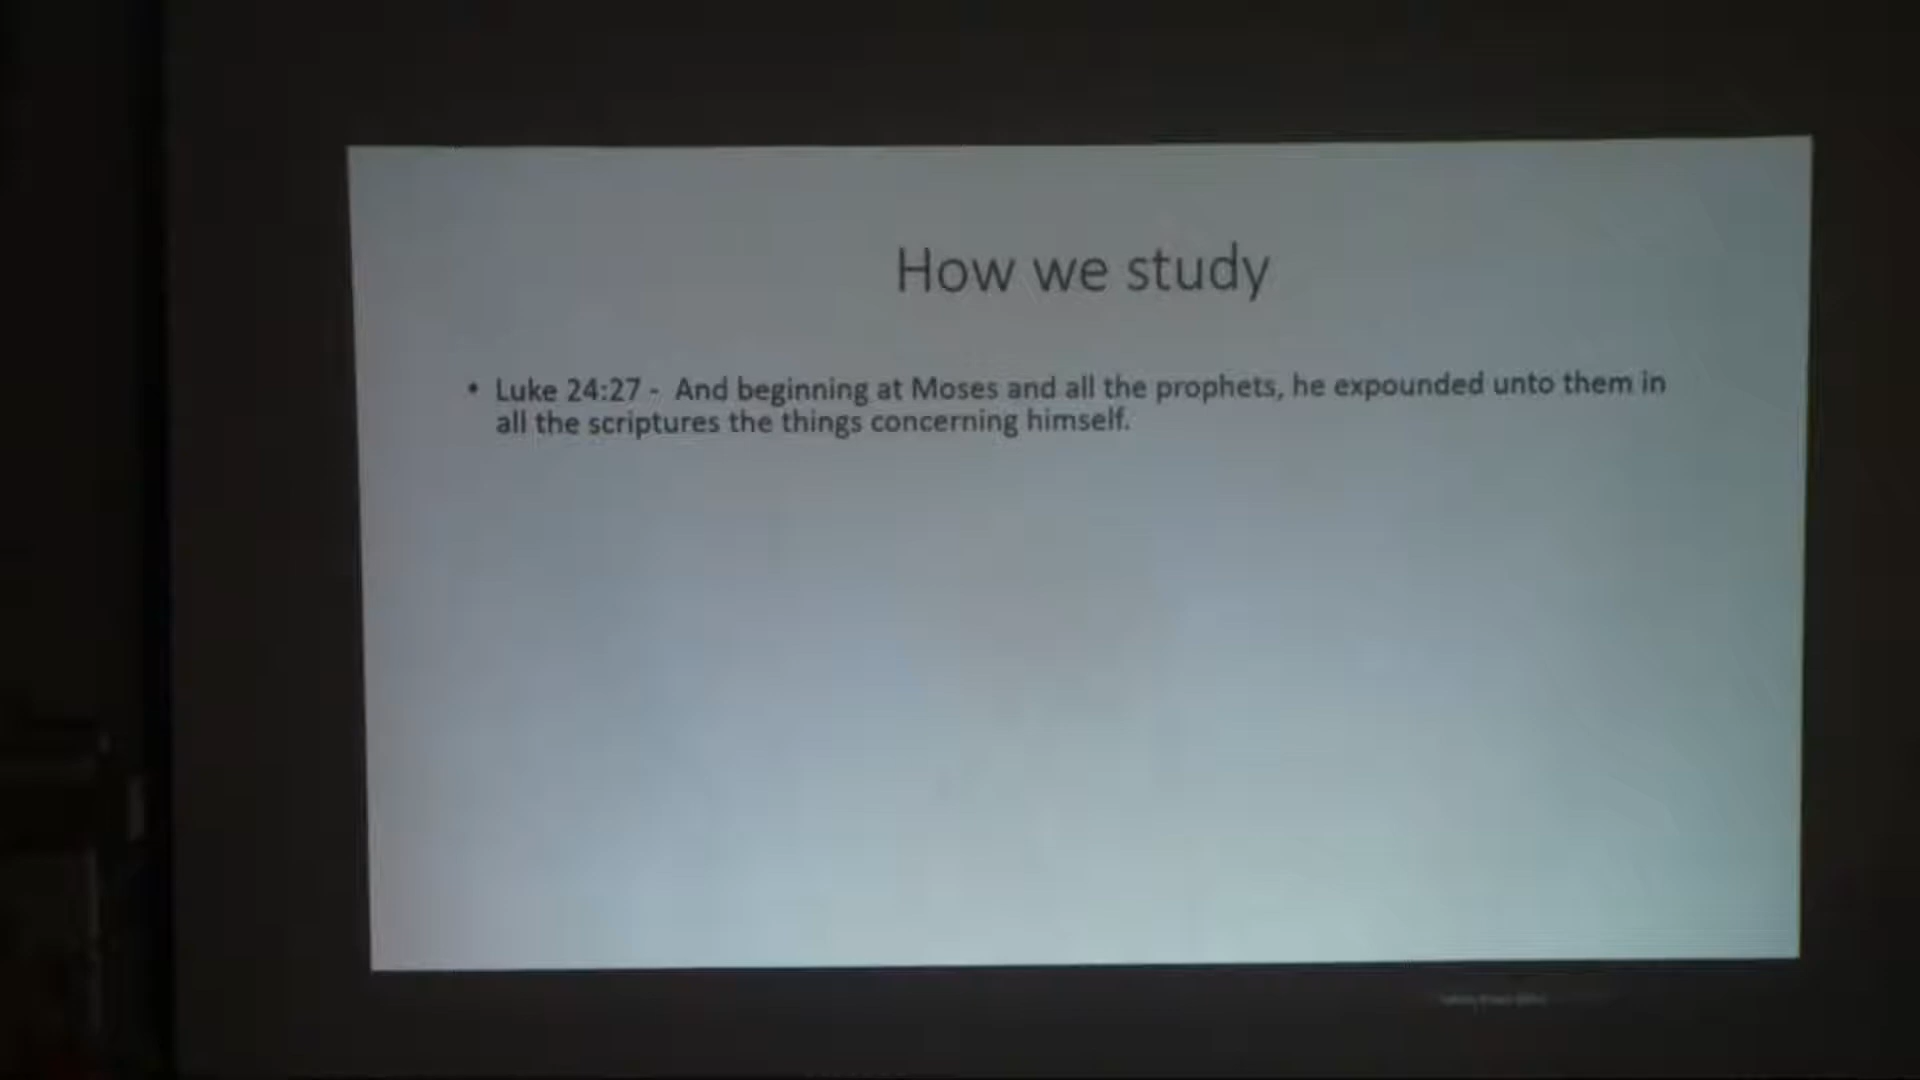 How we study
• Luke 24:27 -  And beginning at Moses and all the prophets, he expounded unto them in
all the scriptures the things concerning himself.